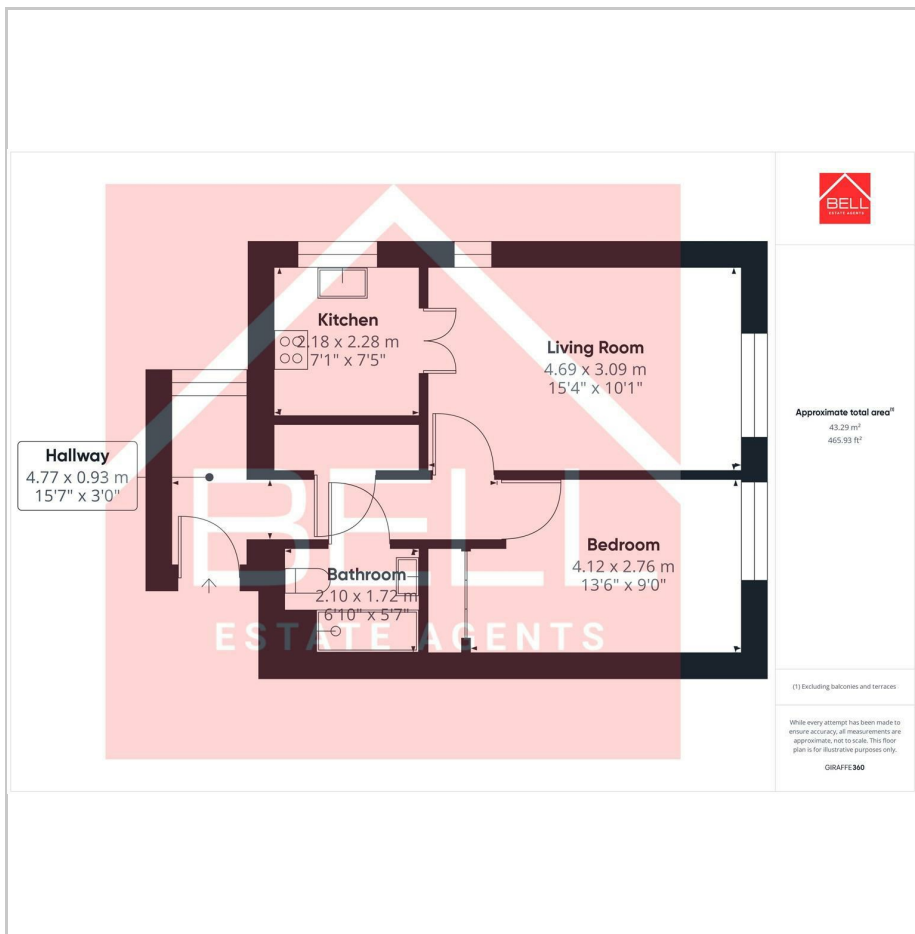 Kitchen
2.18 x 2.28 m
7'1" x 7'5"
Living Room
4.69 x 3.09 m
15'4" x 10'1"
Hallway
4.77 x 0.93 m
15'7" x 3'0"
Bedroom
4.12 x 2.76 m
13'6" x 9'0"
Bathroom
2.10 x 1.72 m
6'10" x 5'7"
BELL
ESTATE AGENTS
BELL
ESTATE AGENTS
Approximate total area⁽¹⁾
43.29 m²
465.93 ft²
(1) Excluding balconies and terraces
While every attempt has been made to
ensure accuracy, all measurements are
approximate, not to scale. This floor
plan is for illustrative purposes only.
GIRAFFE360